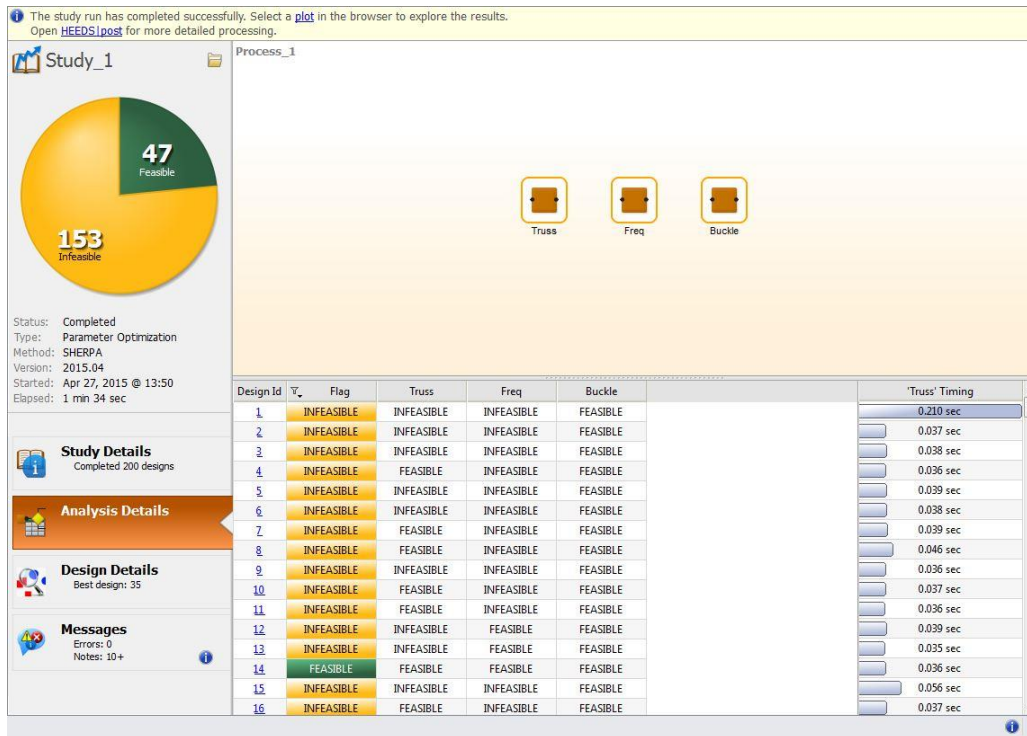 The study run has completed successfully. Select a plot in the browser to explore the results.
Open HEEDS|post for more detailed processing.
Study_1
47
Feasible
153
Infeasible
Status: Completed
Type: Parameter Optimization
Method: SHERPA
Version: 2015.04
Started: Apr 27, 2015 @ 13:50
Elapsed: 1 min 34 sec
Study Details
Completed 200 designs
Analysis Details
Design Details
Best design: 35
Messages
Errors: 0
Notes: 10+
Process_1
Truss Freq Buckle
Design Id Flag Truss Freq Buckle 'Truss' Timing
1 INFEASIBLE INFEASIBLE INFEASIBLE FEASIBLE 0.210 sec
2 INFEASIBLE INFEASIBLE INFEASIBLE FEASIBLE 0.037 sec
3 INFEASIBLE INFEASIBLE INFEASIBLE FEASIBLE 0.038 sec
4 INFEASIBLE FEASIBLE INFEASIBLE FEASIBLE 0.036 sec
5 INFEASIBLE INFEASIBLE INFEASIBLE FEASIBLE 0.039 sec
6 INFEASIBLE INFEASIBLE INFEASIBLE FEASIBLE 0.038 sec
7 INFEASIBLE FEASIBLE INFEASIBLE FEASIBLE 0.039 sec
8 INFEASIBLE FEASIBLE INFEASIBLE FEASIBLE 0.046 sec
9 INFEASIBLE INFEASIBLE INFEASIBLE FEASIBLE 0.036 sec
10 INFEASIBLE FEASIBLE INFEASIBLE FEASIBLE 0.037 sec
11 INFEASIBLE FEASIBLE INFEASIBLE FEASIBLE 0.036 sec
12 INFEASIBLE INFEASIBLE FEASIBLE FEASIBLE 0.039 sec
13 INFEASIBLE INFEASIBLE FEASIBLE FEASIBLE 0.035 sec
14 FEASIBLE FEASIBLE FEASIBLE FEASIBLE 0.036 sec
15 INFEASIBLE INFEASIBLE INFEASIBLE FEASIBLE 0.056 sec
16 INFEASIBLE FEASIBLE INFEASIBLE FEASIBLE 0.037 sec